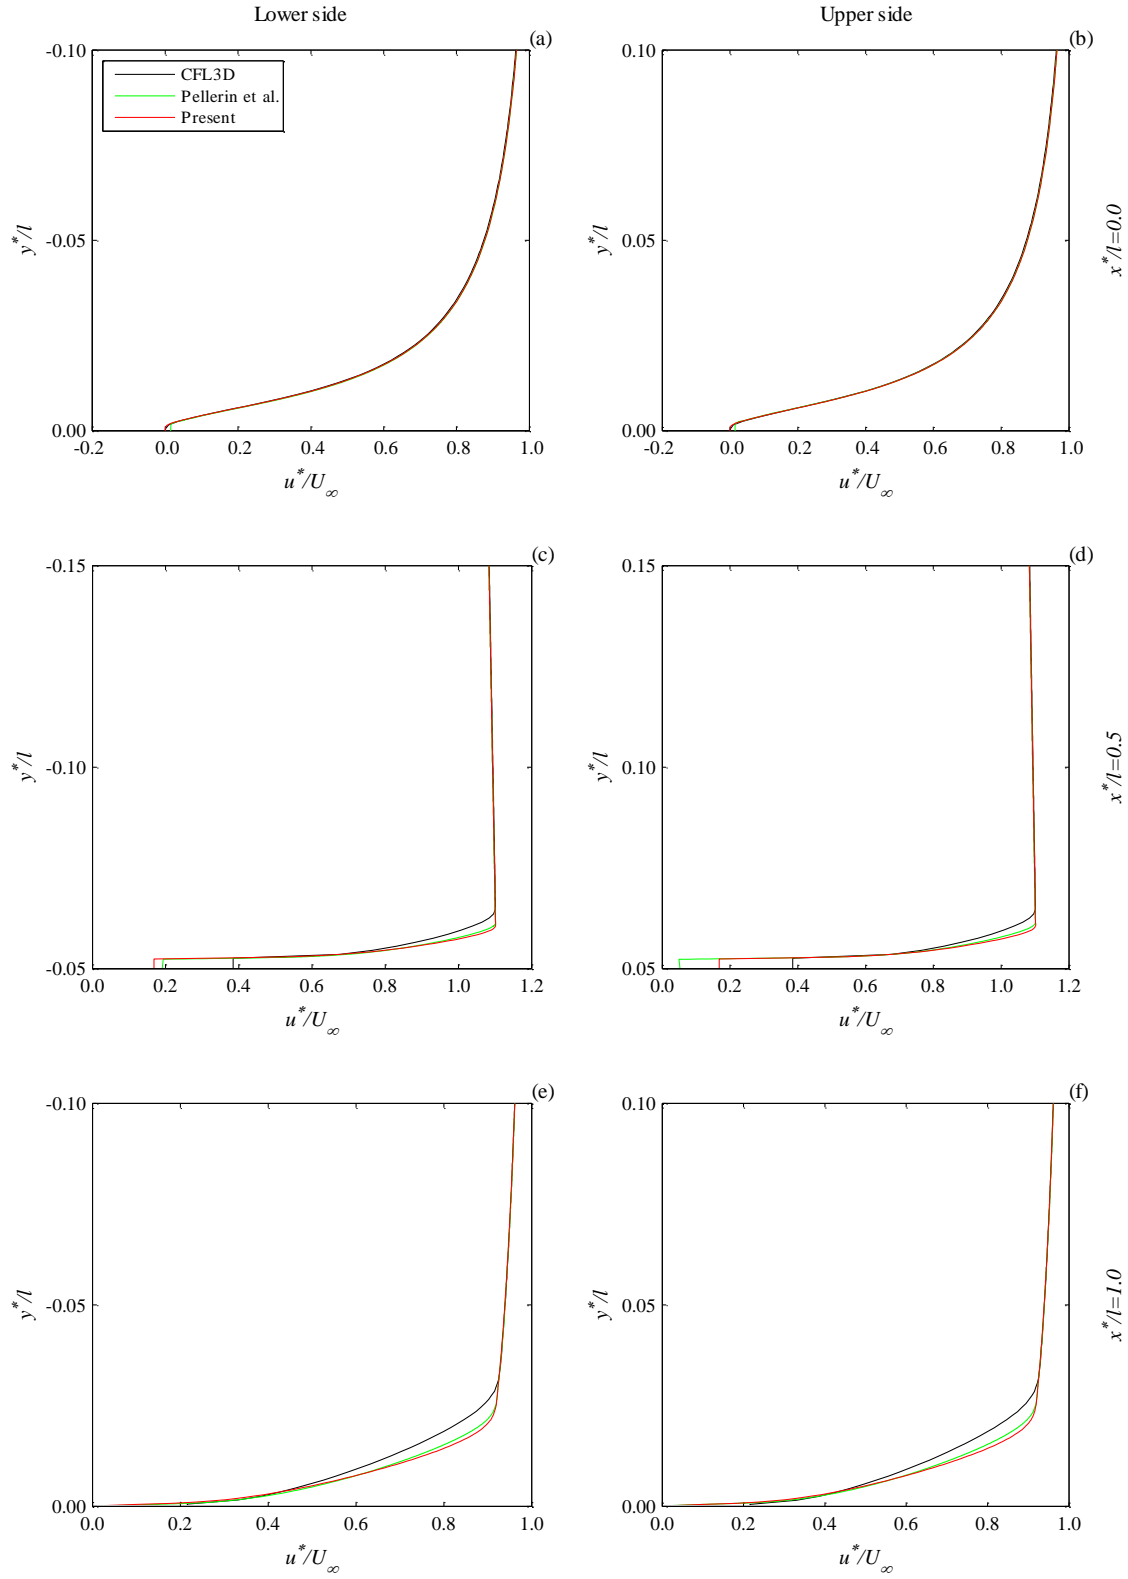 Lower side
Upper side
(a)
(b)
-0.10
-0.05
0.00
y*/l
CFL3D
Pellerin et al.
Present
-0.2 0.0 0.2 0.4 0.6 0.8 1.0
u*/U∞
0.10
0.05
0.00
y*/l
-0.2 0.0 0.2 0.4 0.6 0.8 1.0
u*/U∞
x*/l=0.0
(c)
(d)
-0.15
-0.10
-0.05
y*/l
0.0 0.2 0.4 0.6 0.8 1.0 1.2
u*/U∞
0.15
0.10
0.05
y*/l
0.0 0.2 0.4 0.6 0.8 1.0 1.2
u*/U∞
x*/l=0.5
(e)
(f)
-0.10
-0.05
0.00
y*/l
0.0 0.2 0.4 0.6 0.8 1.0
u*/U∞
0.10
0.05
0.00
y*/l
0.0 0.2 0.4 0.6 0.8 1.0
u*/U∞
x*/l=1.0